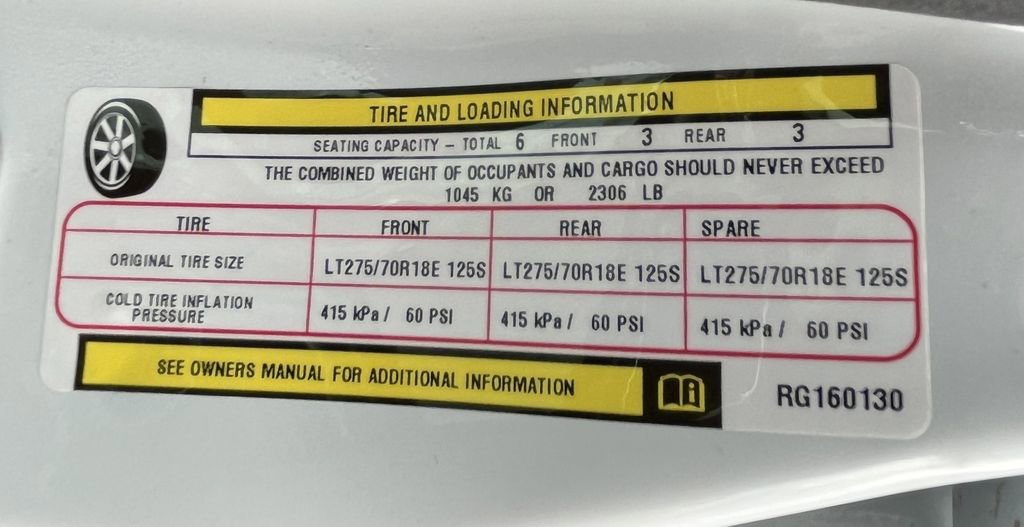 TIRE AND LOADING INFORMATION
SEATING CAPACITY – TOTAL 6 FRONT 3 REAR 3
THE COMBINED WEIGHT OF OCCUPANTS AND CARGO SHOULD NEVER EXCEED
1045 KG OR 2306 LB
TIRE FRONT REAR SPARE
ORIGINAL TIRE SIZE LT275/70R18E 125S LT275/70R18E 125S LT275/70R18E 125S
COLD TIRE INFLATION
PRESSURE 415 kPa / 60 PSI 415 kPa / 60 PSI 415 kPa / 60 PSI
SEE OWNERS MANUAL FOR ADDITIONAL INFORMATION
RG160130